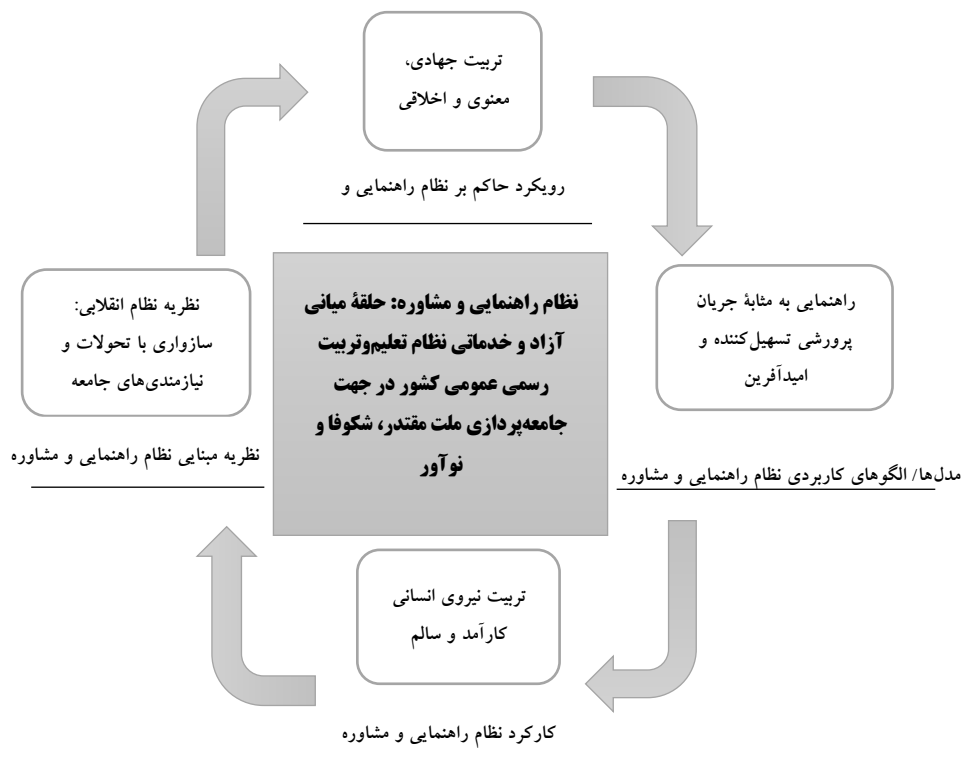 تربیت جهادی،
معنوی و اخلاقی
رویکرد حاکم بر نظام راهنمایی و
راهنمایی به مثابۀ جریان
پرورشی تسهیل‌کننده و
امیدآفرین
مدل‌ها/ الگوهای کاربردی نظام راهنمایی و مشاوره
نظام راهنمایی و مشاوره: حلقۀ میانی
آزاد و خدماتی نظام تعلیم‌وتربیت
رسمی عمومی کشور در جهت
جامعه‌پردازی ملت مقتدر، شکوفا و
نوآور
نظریه نظام انقلابی:
سازواری با تحولات و
نیازمندی‌های جامعه
نظریه مبنایی نظام راهنمایی و مشاوره
تربیت نیروی انسانی
کارآمد و سالم
کارکرد نظام راهنمایی و مشاوره